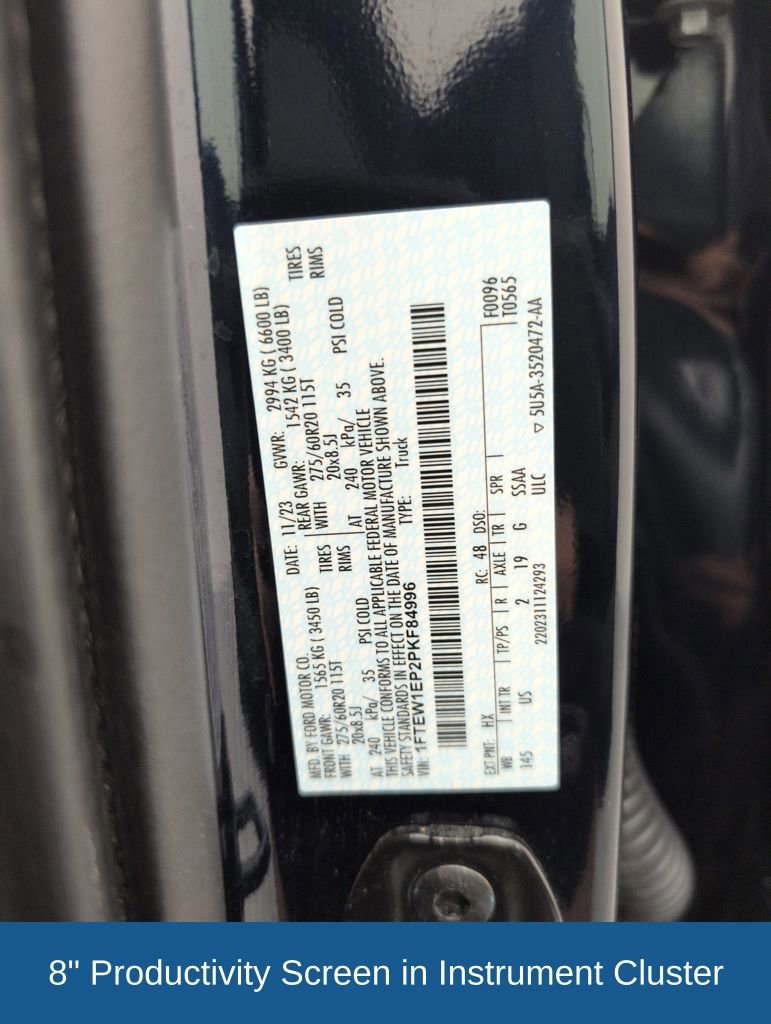 MFD. BY FORD MOTOR CO.
DATE: 11/23 GVWR: 2994 KG ( 6600 LB)
FRONT GAWR: 1565 KG ( 3450 LB) REAR GAWR: 1542 KG ( 3400 LB)
WITH 275/60R20 115T TIRES WITH 275/60R20 115T TIRES
20x8.5J RIMS 20x8.5J RIMS
AT 240 kPa/ 35 PSI COLD AT 240 kPa/ 35 PSI COLD
THIS VEHICLE CONFORMS TO ALL APPLICABLE FEDERAL MOTOR VEHICLE
SAFETY STANDARDS IN EFFECT ON THE DATE OF MANUFACTURE SHOWN ABOVE.
VIN: 1FTEW1EP2PKF84996 TYPE: Truck
EXT PNT: HX RC: 48 DSO: F0096
WB INT TR TP/PS R AXLE TR SPR T0565
145 US 2 19 G SSAA
2202311124293 ULC ▽ 5U5A-3520472-AA
8" Productivity Screen in Instrument Cluster